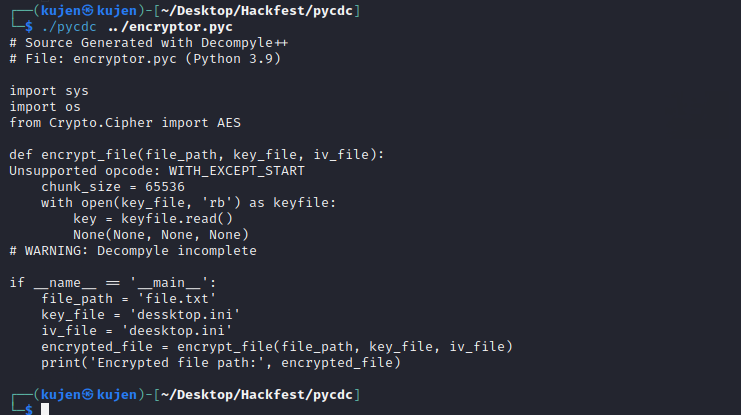 ┌──(kujen㉿kujen)-[~/Desktop/Hackfest/pycdc]
└─$ ./pycdc ../encryptor.pyc
# Source Generated with Decompyle++
# File: encryptor.pyc (Python 3.9)

import sys
import os
from Crypto.Cipher import AES

def encrypt_file(file_path, key_file, iv_file):
Unsupported opcode: WITH_EXCEPT_START
    chunk_size = 65536
    with open(key_file, 'rb') as keyfile:
        key = keyfile.read()
        None(None, None, None)
# WARNING: Decompyle incomplete

if __name__ == '__main__':
    file_path = 'file.txt'
    key_file = 'dessktop.ini'
    iv_file = 'deesktop.ini'
    encrypted_file = encrypt_file(file_path, key_file, iv_file)
    print('Encrypted file path:', encrypted_file)

┌──(kujen㉿kujen)-[~/Desktop/Hackfest/pycdc]
└─$